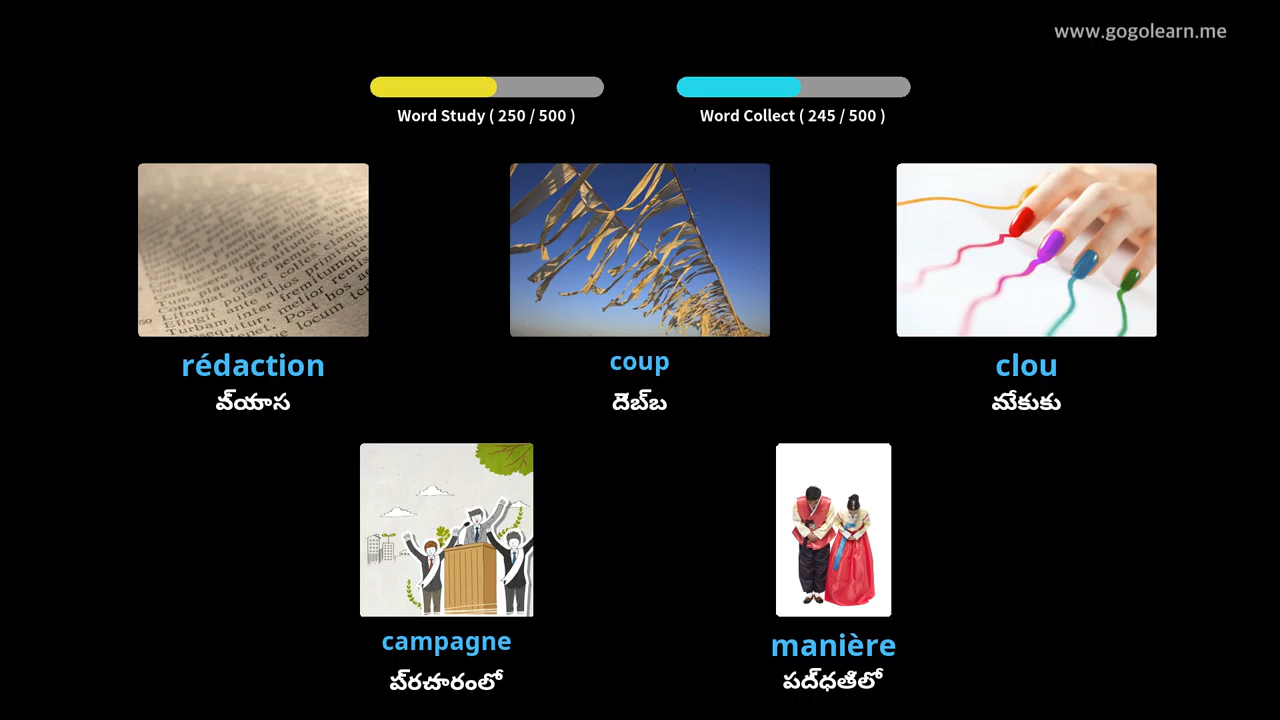 www.gogolearn.me
Word Study ( 250 / 500 )
Word Collect ( 245 / 500 )
rédaction
వ్యాస
coup
దెబ్బ
clou
మేకుకు
campagne
ప్రచారంలో
manière
పద్ధతిలో